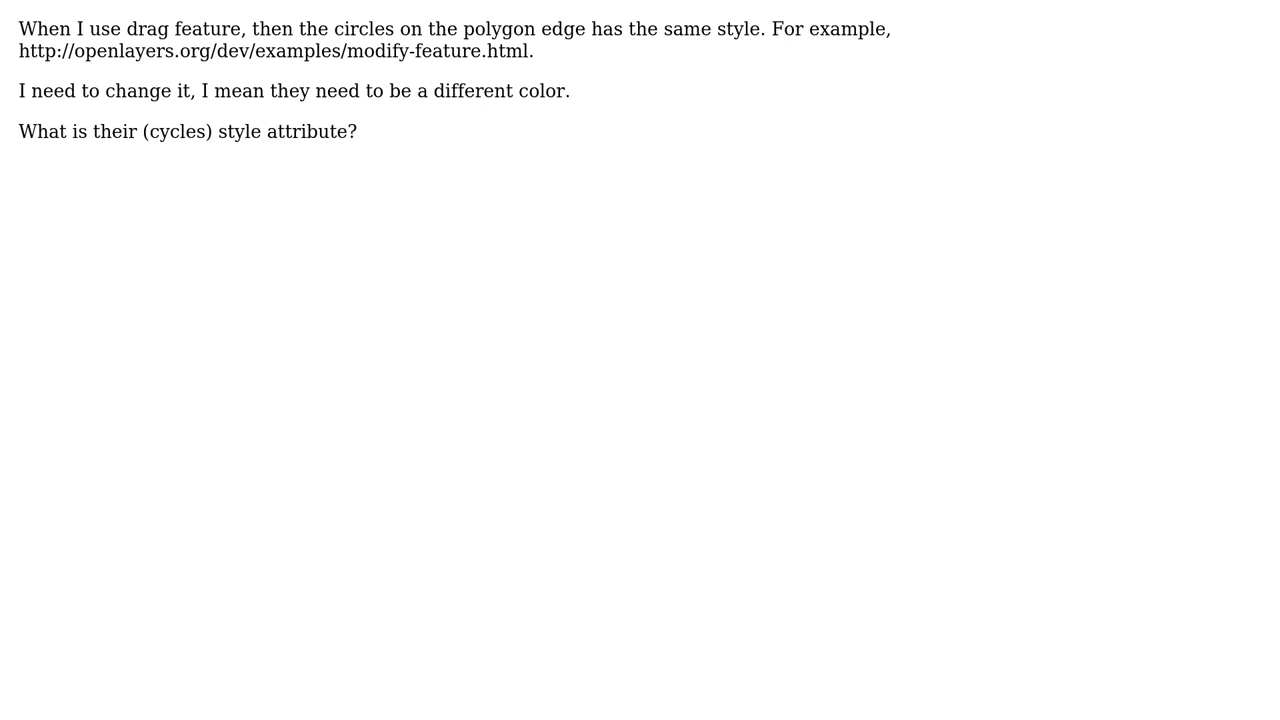 When I use drag feature, then the circles on the polygon edge has the same style. For example,
http://openlayers.org/dev/examples/modify-feature.html.
I need to change it, I mean they need to be a different color.
What is their (cycles) style attribute?